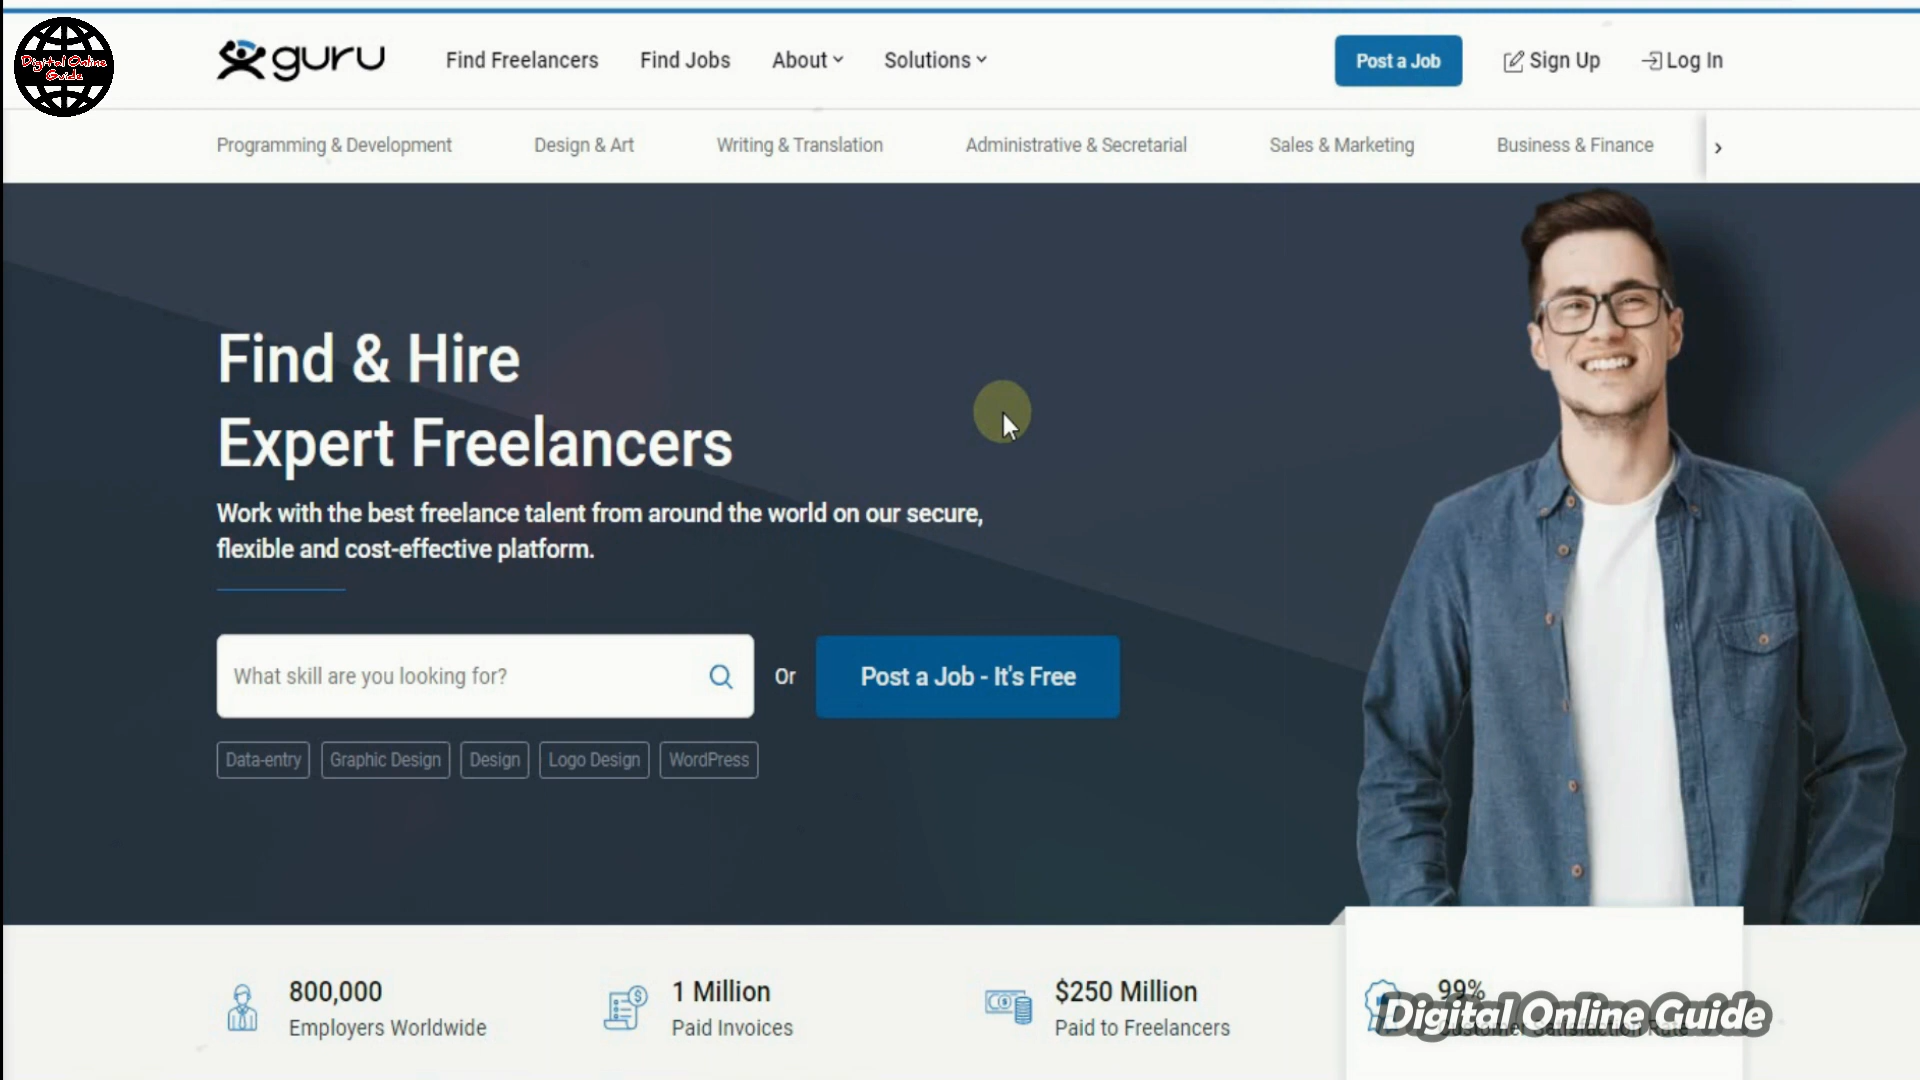 Digital Online
Guide
guru
Find Freelancers
Find Jobs
About
Solutions
Post a Job
Sign Up
Log In
Programming & Development
Design & Art
Writing & Translation
Administrative & Secretarial
Sales & Marketing
Business & Finance
Find & Hire
Expert Freelancers
Work with the best freelance talent from around the world on our secure,
flexible and cost-effective platform.
What skill are you looking for?
Or
Post a Job - It's Free
Data-entry
Graphic Design
Design
Logo Design
WordPress
800,000
Employers Worldwide
1 Million
Paid Invoices
$250 Million
Paid to Freelancers
99%
Customer Satisfaction Rate
Digital Online Guide